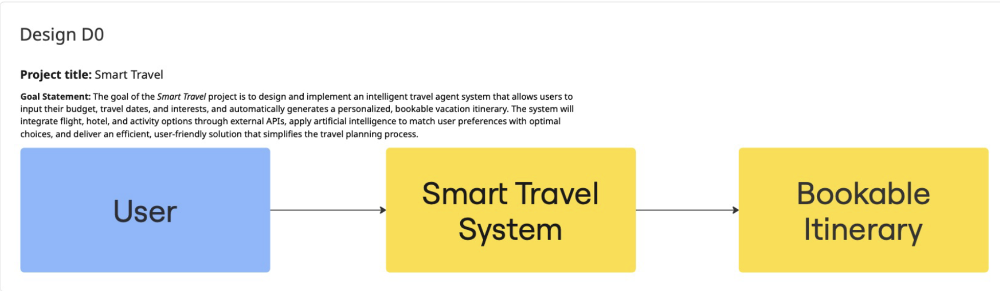 Design D0
Project title: Smart Travel
Goal Statement: The goal of the Smart Travel project is to design and implement an intelligent travel agent system that allows users to
input their budget, travel dates, and interests, and automatically generates a personalized, bookable vacation itinerary. The system will
integrate flight, hotel, and activity options through external APIs, apply artificial intelligence to match user preferences with optimal
choices, and deliver an efficient, user-friendly solution that simplifies the travel planning process.
User
Smart Travel
System
Bookable
Itinerary